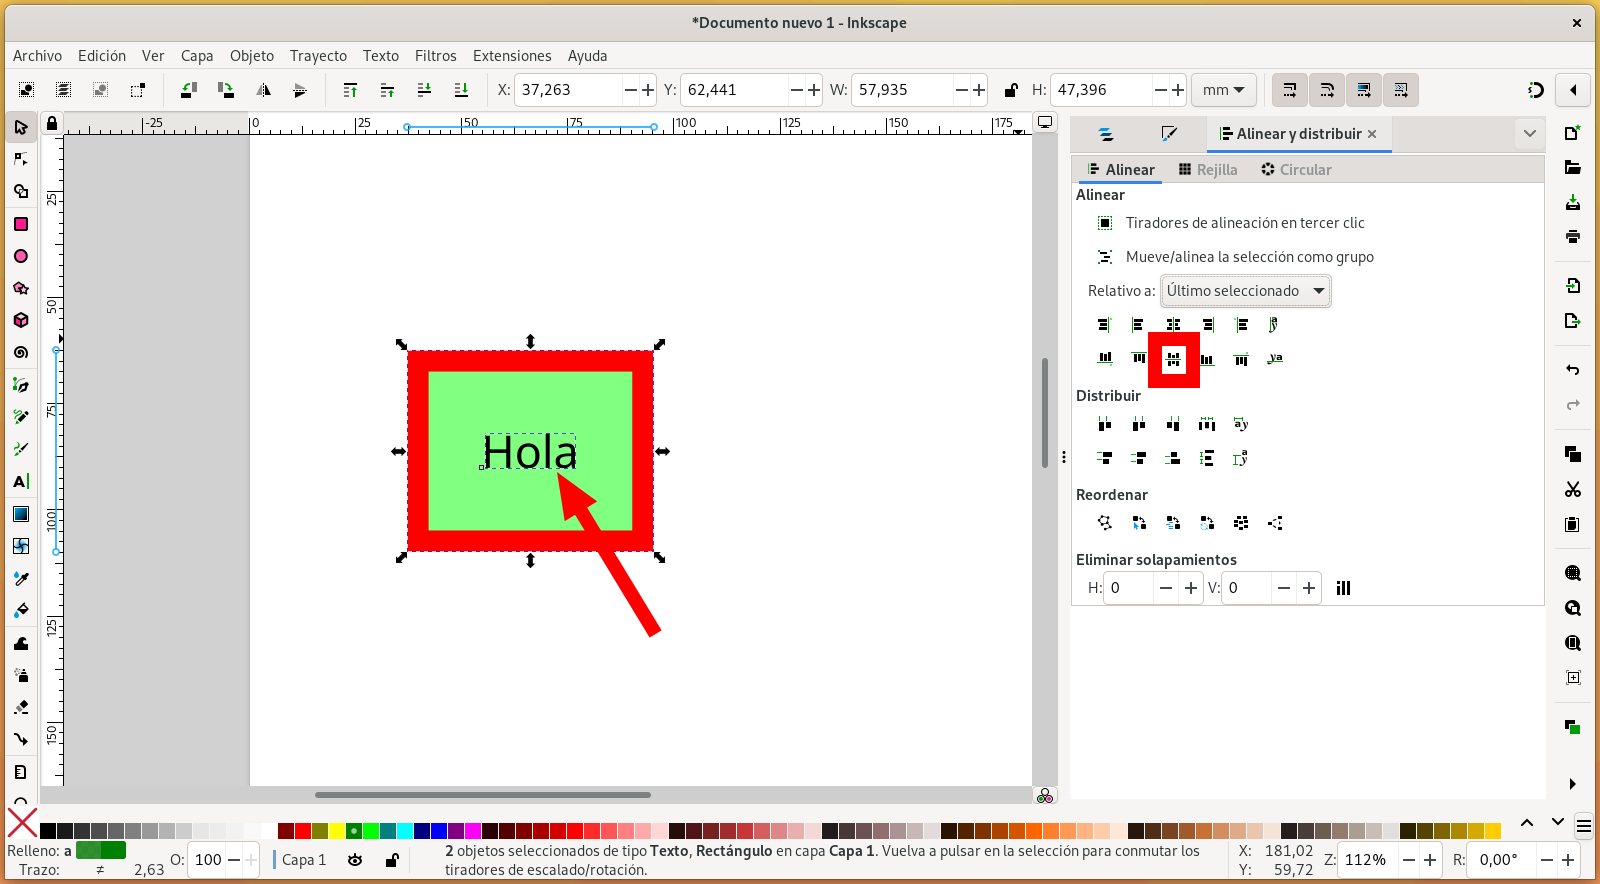 *Documento nuevo 1 - Inkscape
Archivo Edición Ver Capa Objeto Trayecto Texto Filtros Extensiones Ayuda
X: 37,263 Y: 62,441 W: 57,935 H: 47,396 mm
-25 0 25 50 75 100 125 150 175
25
50
75
100
125
150
Hola
Alinear y distribuir
Alinear Rejilla Circular
Alinear
Tiradores de alineación en tercer clic
Mueve/alinea la selección como grupo
Relativo a: Último seleccionado
Distribuir
Reordenar
Eliminar solapamientos
H: 0 V: 0
Relleno: a
Trazo: ≠ 2,63
O: 100
Capa 1
2 objetos seleccionados de tipo Texto, Rectángulo en capa Capa 1. Vuelva a pulsar en la selección para conmutar los
tiradores de escalado/rotación.
X: 181,02
Y: 59,72
Z: 112%
R: 0,00°